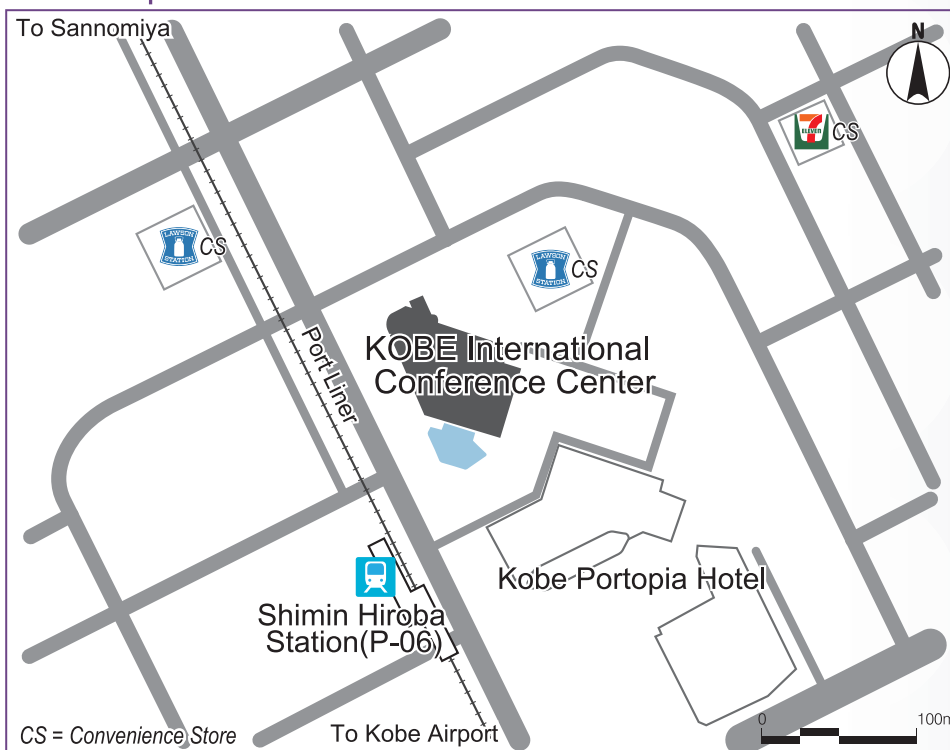 To Sannomiya
N
7
ELEVEN
CS
LAWSON
STATION
CS
LAWSON
STATION
CS
KOBE International
Conference Center
Port Liner
Kobe Portopia Hotel
Shimin Hiroba
Station(P-06)
CS = Convenience Store
To Kobe Airport
0
100m